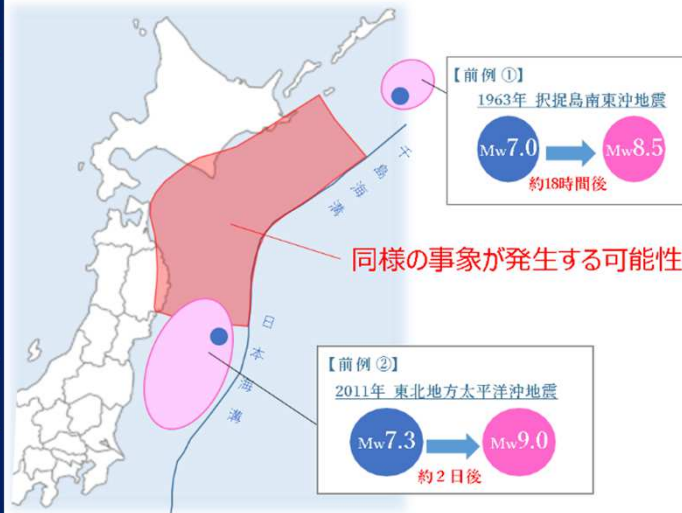 【前例①】
1963年 択捉島南東沖地震
Mw7.0
Mw8.5
約18時間後
千島海溝
同様の事象が発生する可能性
日本海溝
【前例②】
2011年 東北地方太平洋沖地震
Mw7.3
Mw9.0
約2日後